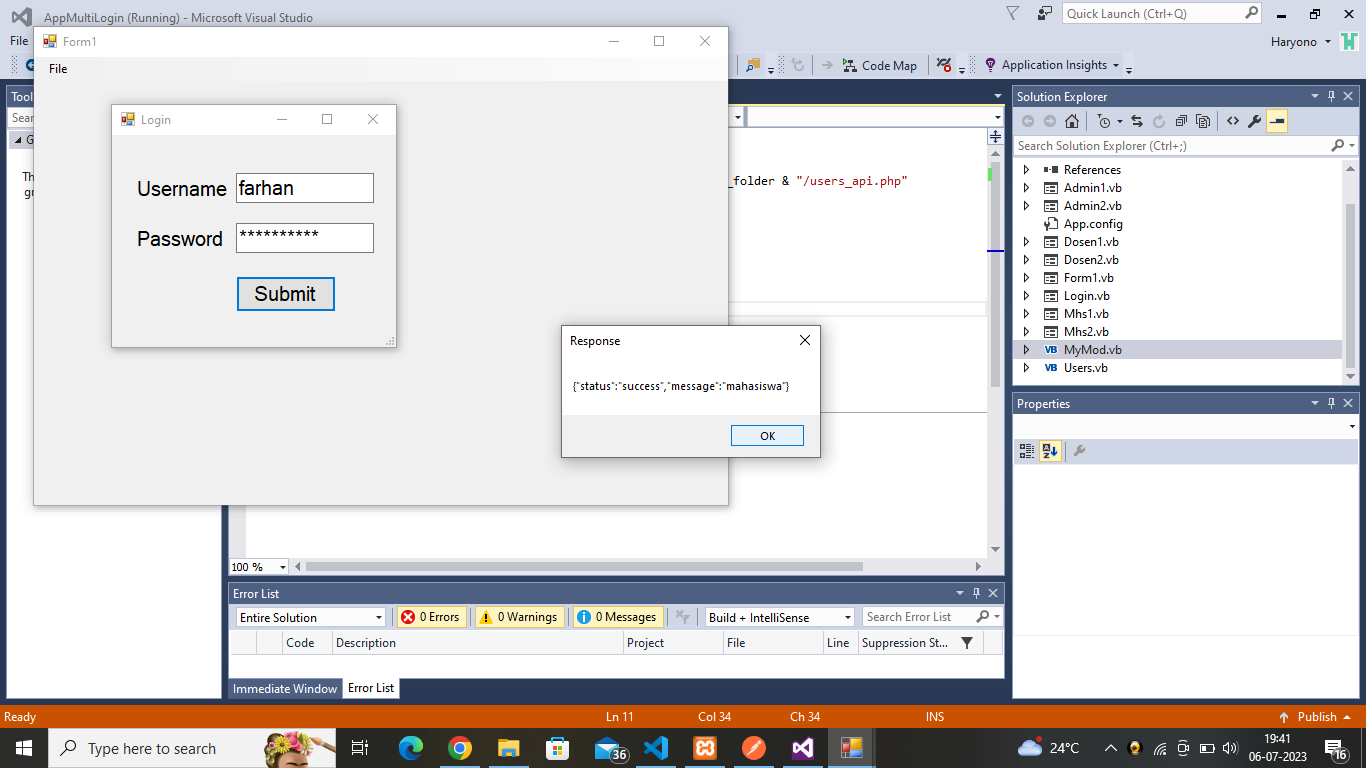 AppMultiLogin (Running) - Microsoft Visual Studio
Quick Launch (Ctrl+Q)
File
Haryono
Form1
File
Code Map
Application Insights
Login
Username
farhan
Password
**********
Submit
_folder & "/users_api.php"
Response
{"status":"success","message":"mahasiswa"}
OK
100 %
Solution Explorer
Search Solution Explorer (Ctrl+;)
References
Admin1.vb
Admin2.vb
App.config
Dosen1.vb
Dosen2.vb
Form1.vb
Login.vb
Mhs1.vb
Mhs2.vb
VB MyMod.vb
VB Users.vb
Properties
Error List
Entire Solution
0 Errors
0 Warnings
0 Messages
Build + IntelliSense
Search Error List
Code Description Project File Line Suppression St...
Immediate Window
Error List
Ready
Ln 11
Col 34
Ch 34
INS
Publish
Type here to search
36
24°C
19:41
06-07-2023
16